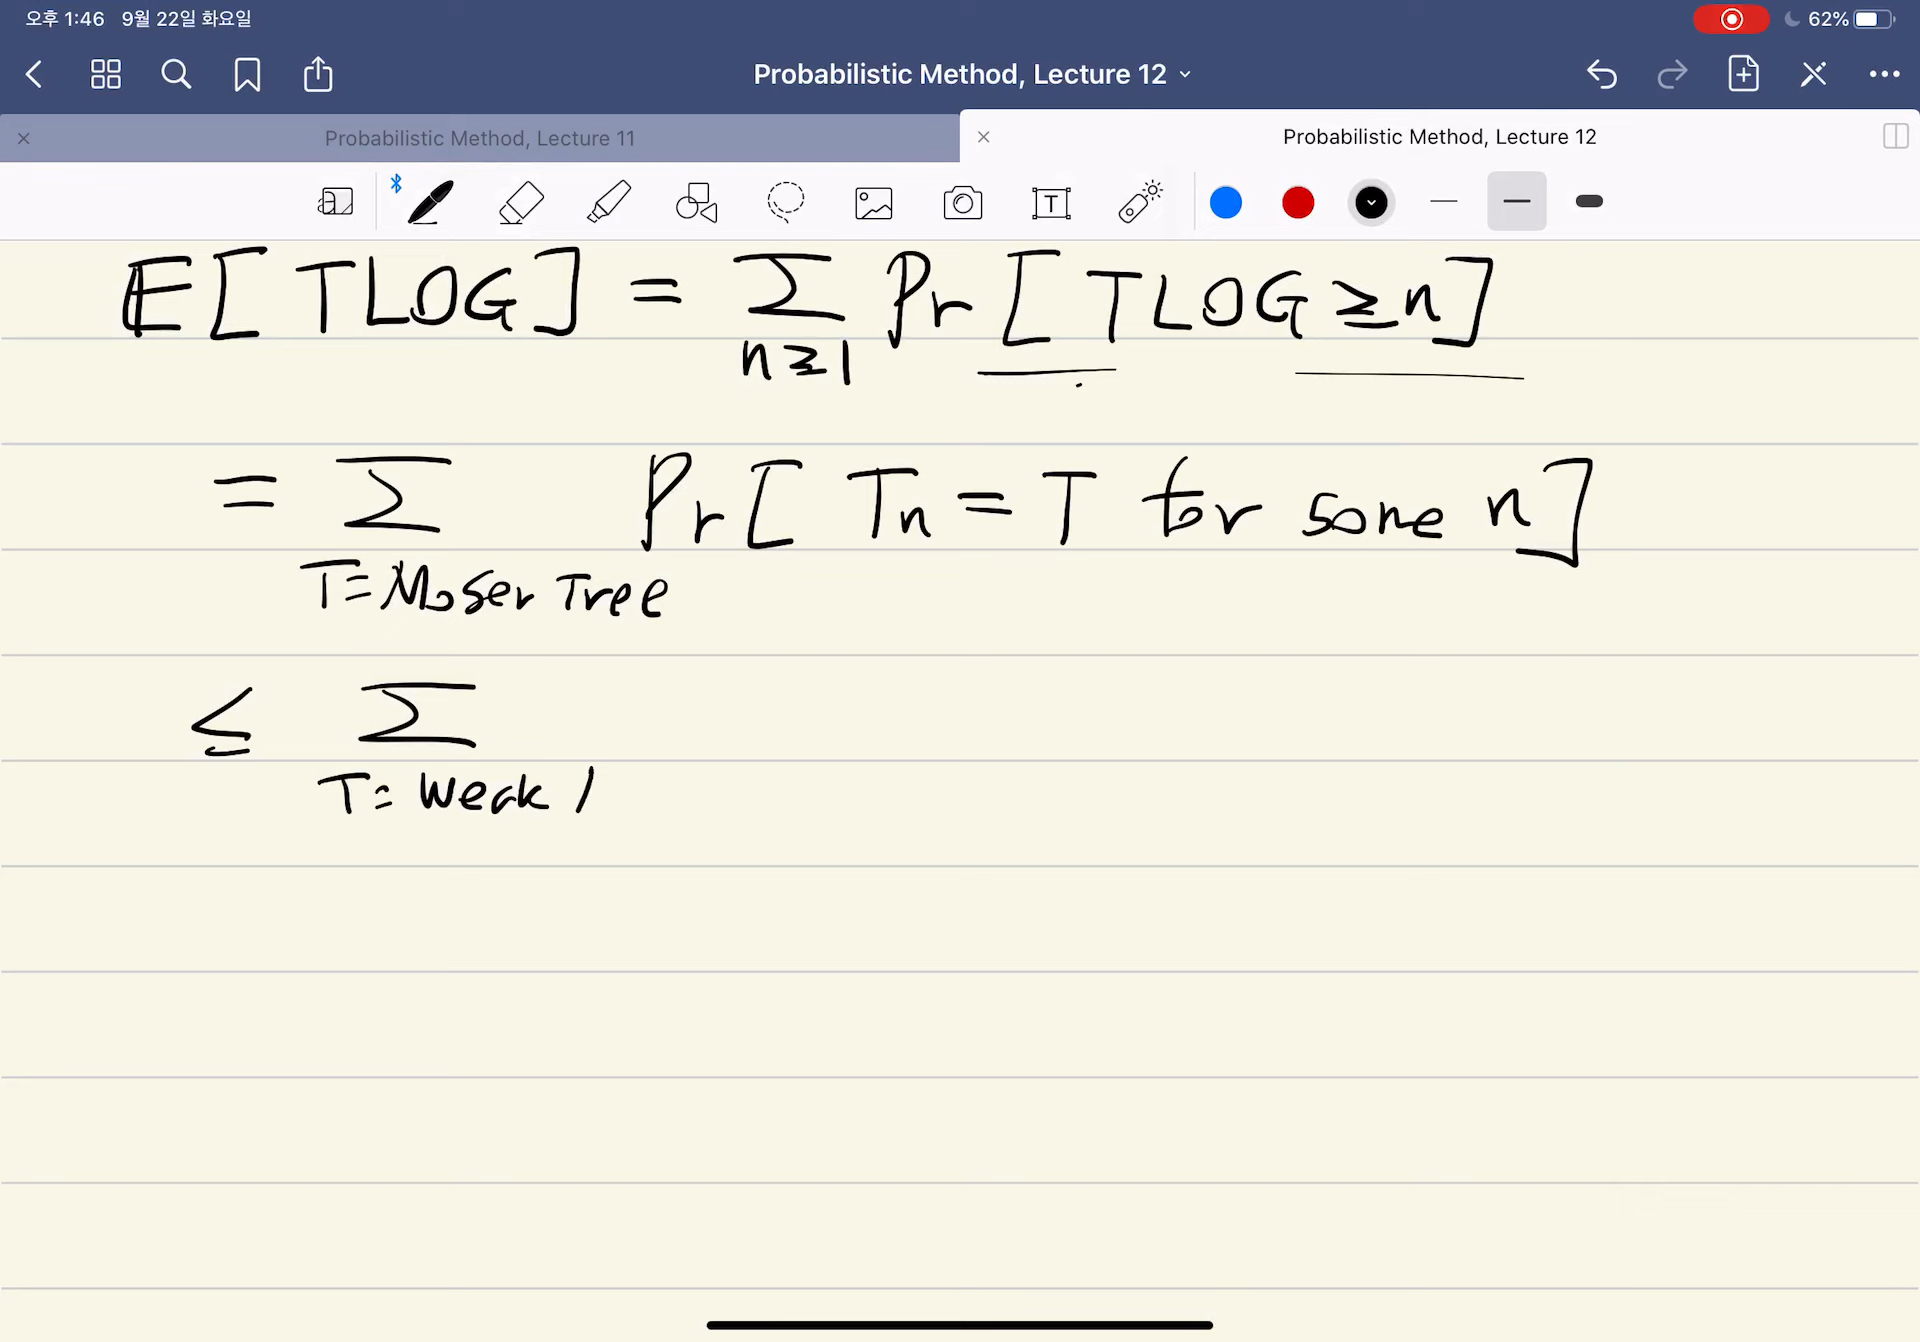 오후 1:46 9월 22일 화요일 62%
Probabilistic Method, Lecture 12
Probabilistic Method, Lecture 11
Probabilistic Method, Lecture 12
E[TLOG] = Σ Pr[TLOG ≥ n]
n ≥ 1
= Σ Pr[Tn = T for some n]
T = Moser Tree
≤ Σ
T = Weak